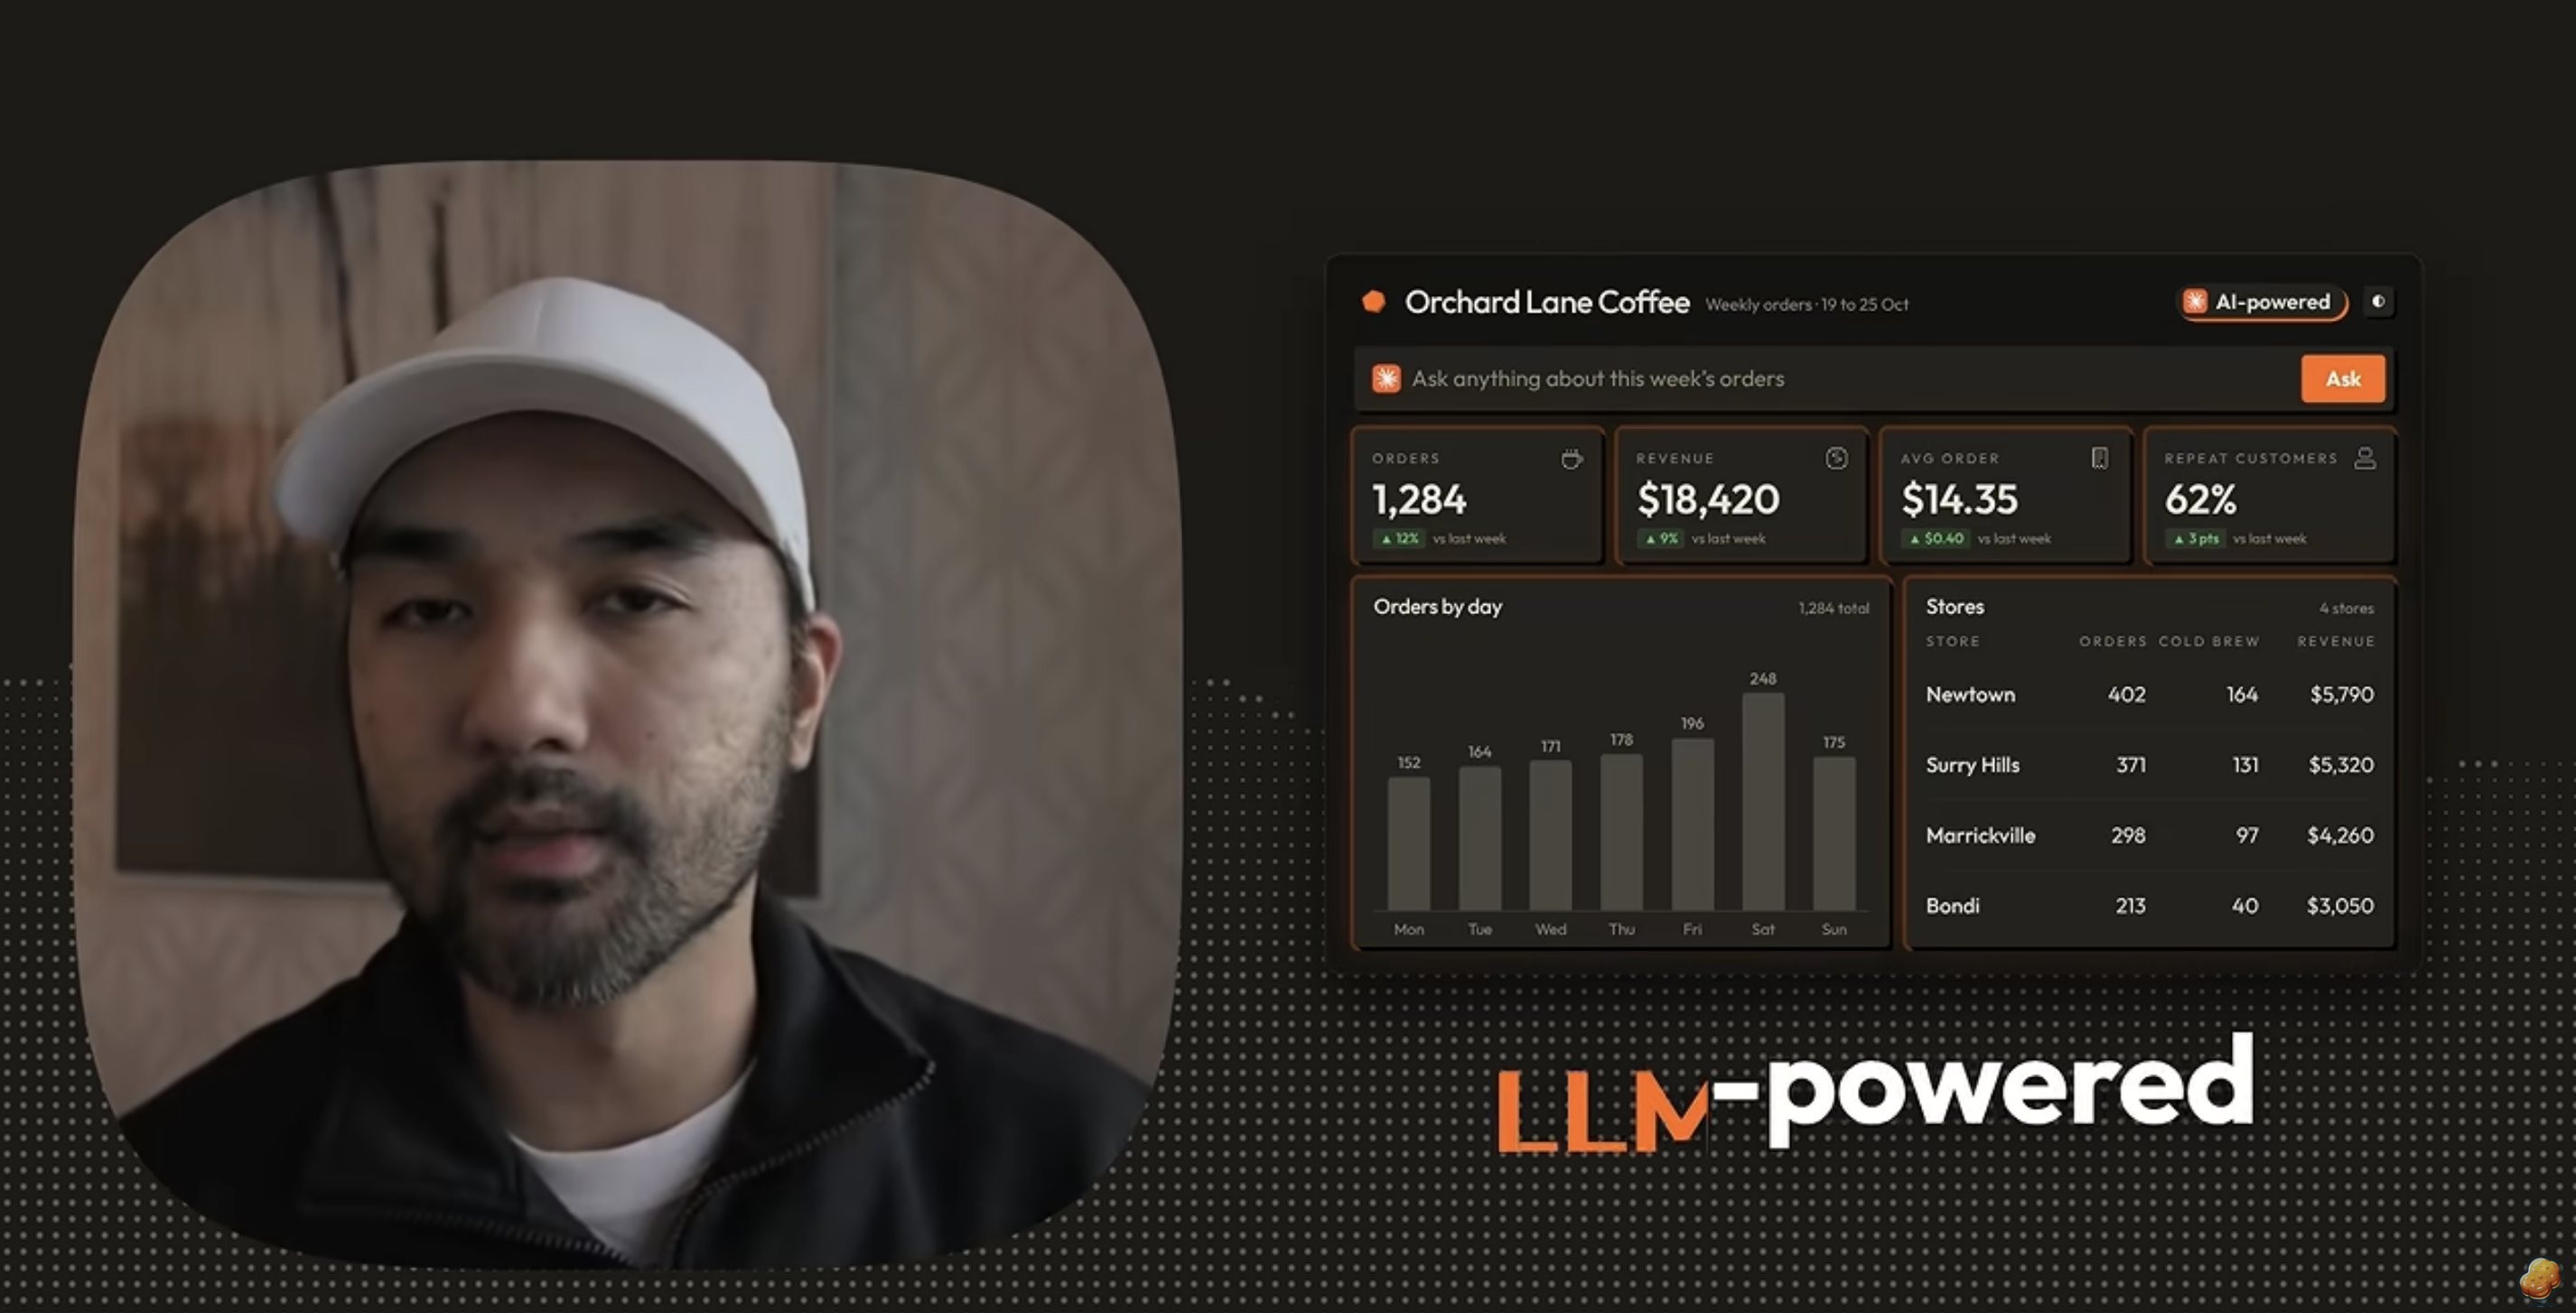 Orchard Lane Coffee Weekly orders · 19 to 25 Oct AI-powered
Ask anything about this week's orders Ask
ORDERS
1,284
▲ 12% vs last week
REVENUE
$18,420
▲ 9% vs last week
AVG ORDER
$14.35
▲ $0.40 vs last week
REPEAT CUSTOMERS
62%
▲ 3 pts vs last week
Orders by day 1,284 total
152 164 171 178 196 248 175
Mon Tue Wed Thu Fri Sat Sun
Stores 4 stores
STORE ORDERS COLD BREW REVENUE
Newtown 402 164 $5,790
Surry Hills 371 131 $5,320
Marrickville 298 97 $4,260
Bondi 213 40 $3,050
LLM-powered